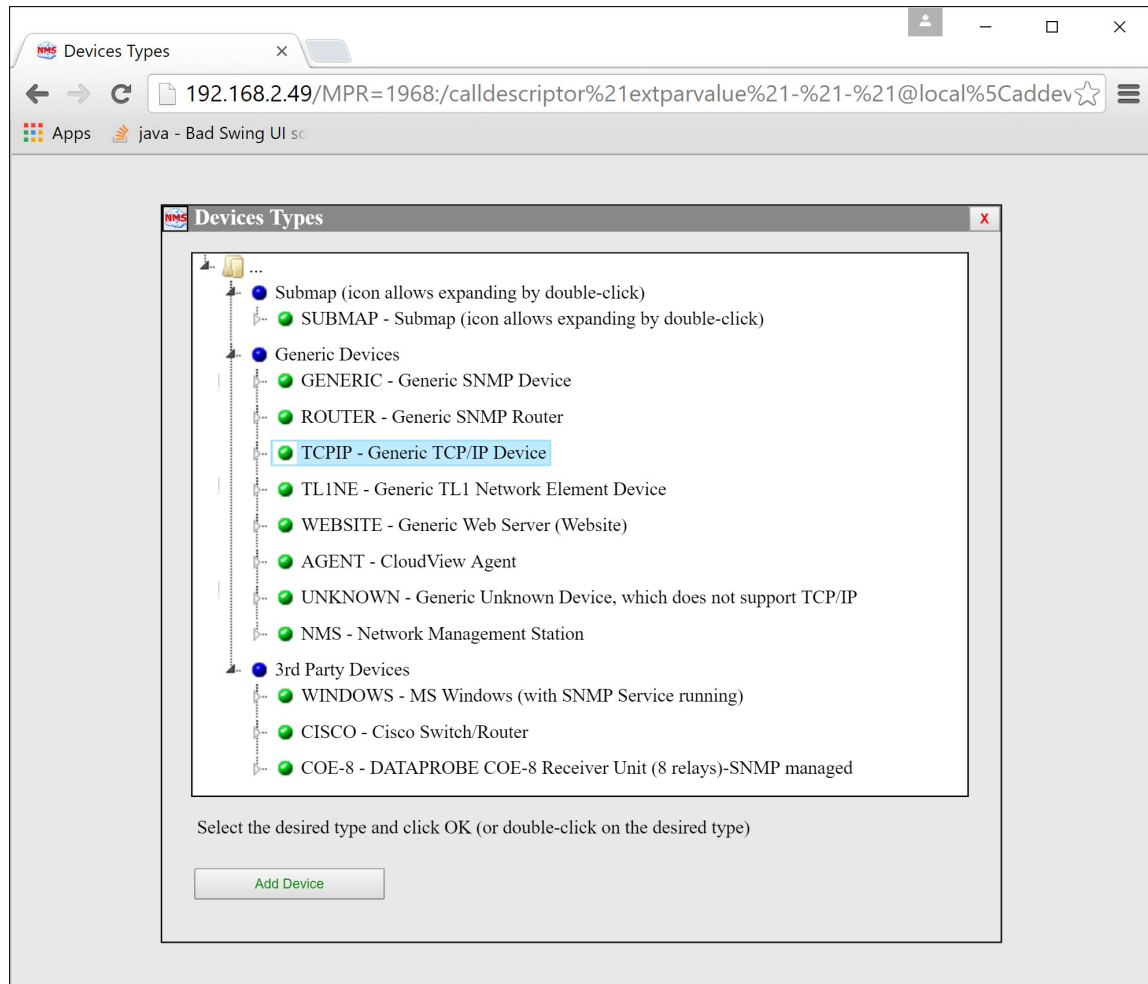 NMS Devices Types
192.168.2.49/MPR=1968:/calldescriptor%21extparvalue%21-%21-%21@local%5Caddev
Apps java - Bad Swing UI sc
NMS Devices Types X
...
Submap (icon allows expanding by double-click)
SUBMAP - Submap (icon allows expanding by double-click)
Generic Devices
GENERIC - Generic SNMP Device
ROUTER - Generic SNMP Router
TCPIP - Generic TCP/IP Device
TL1NE - Generic TL1 Network Element Device
WEBSITE - Generic Web Server (Website)
AGENT - CloudView Agent
UNKNOWN - Generic Unknown Device, which does not support TCP/IP
NMS - Network Management Station
3rd Party Devices
WINDOWS - MS Windows (with SNMP Service running)
CISCO - Cisco Switch/Router
COE-8 - DATAPROBE COE-8 Receiver Unit (8 relays)-SNMP managed
Select the desired type and click OK (or double-click on the desired type)
Add Device